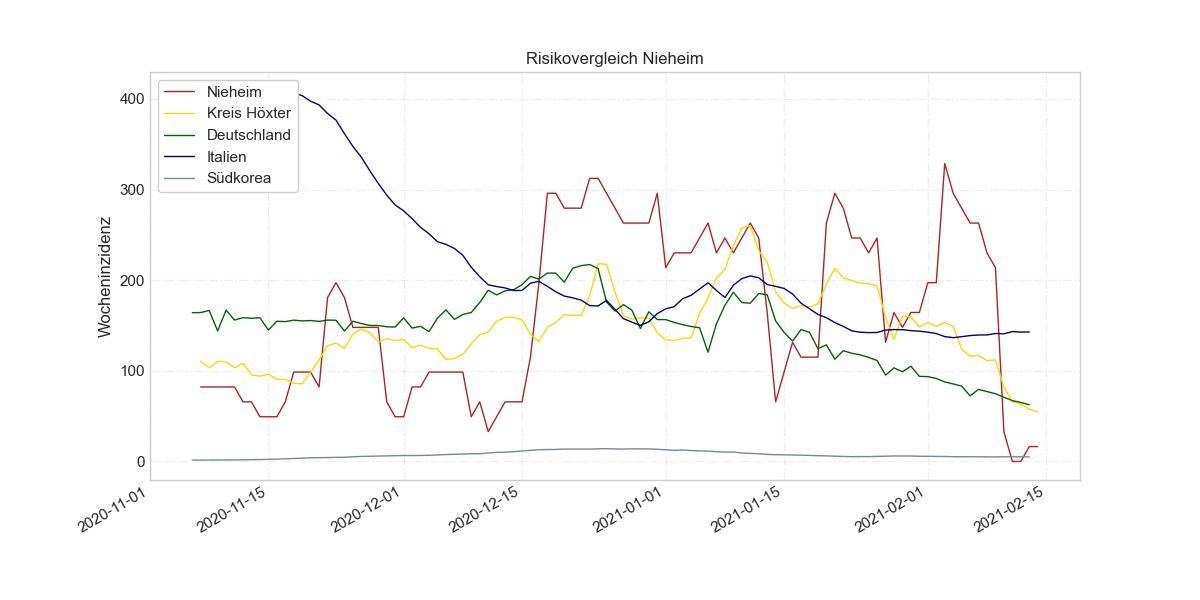 Risikovergleich Nieheim
Nieheim
Kreis Höxter
Deutschland
Italien
Südkorea
Wocheninzidenz
400
300
200
100
0
2020-11-01
2020-11-15
2020-12-01
2020-12-15
2021-01-01
2021-01-15
2021-02-01
2021-02-15